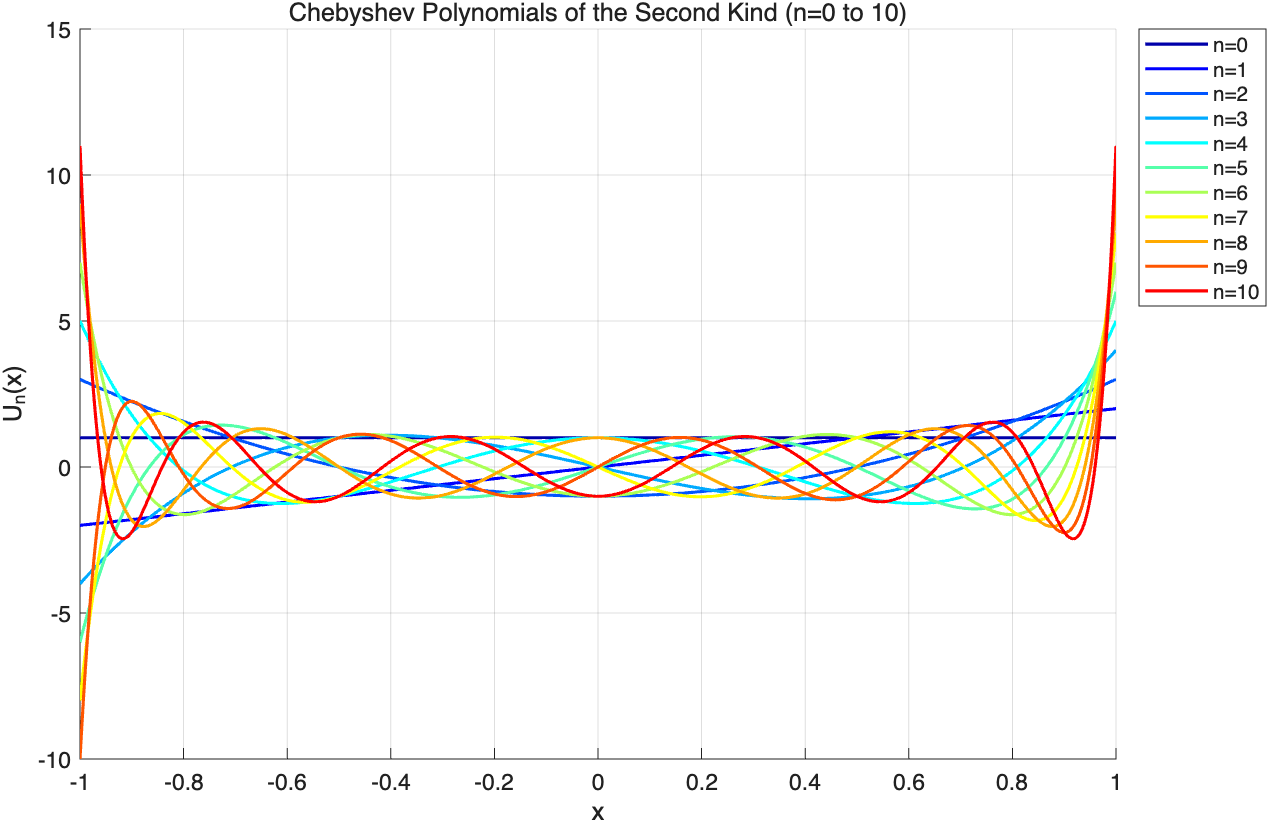 Chebyshev Polynomials of the Second Kind (n=0 to 10)
15
10
5
0
-5
-10
Uₙ(x)
-1
-0.8
-0.6
-0.4
-0.2
0
0.2
0.4
0.6
0.8
1
x
n=0
n=1
n=2
n=3
n=4
n=5
n=6
n=7
n=8
n=9
n=10